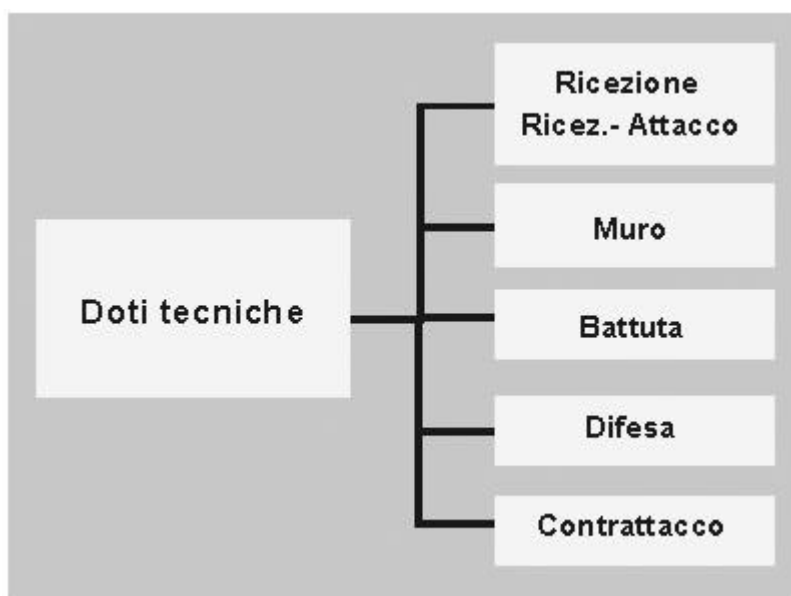 Doti tecniche
Ricezione
Ricez.- Attacco
Muro
Battuta
Difesa
Contrattacco